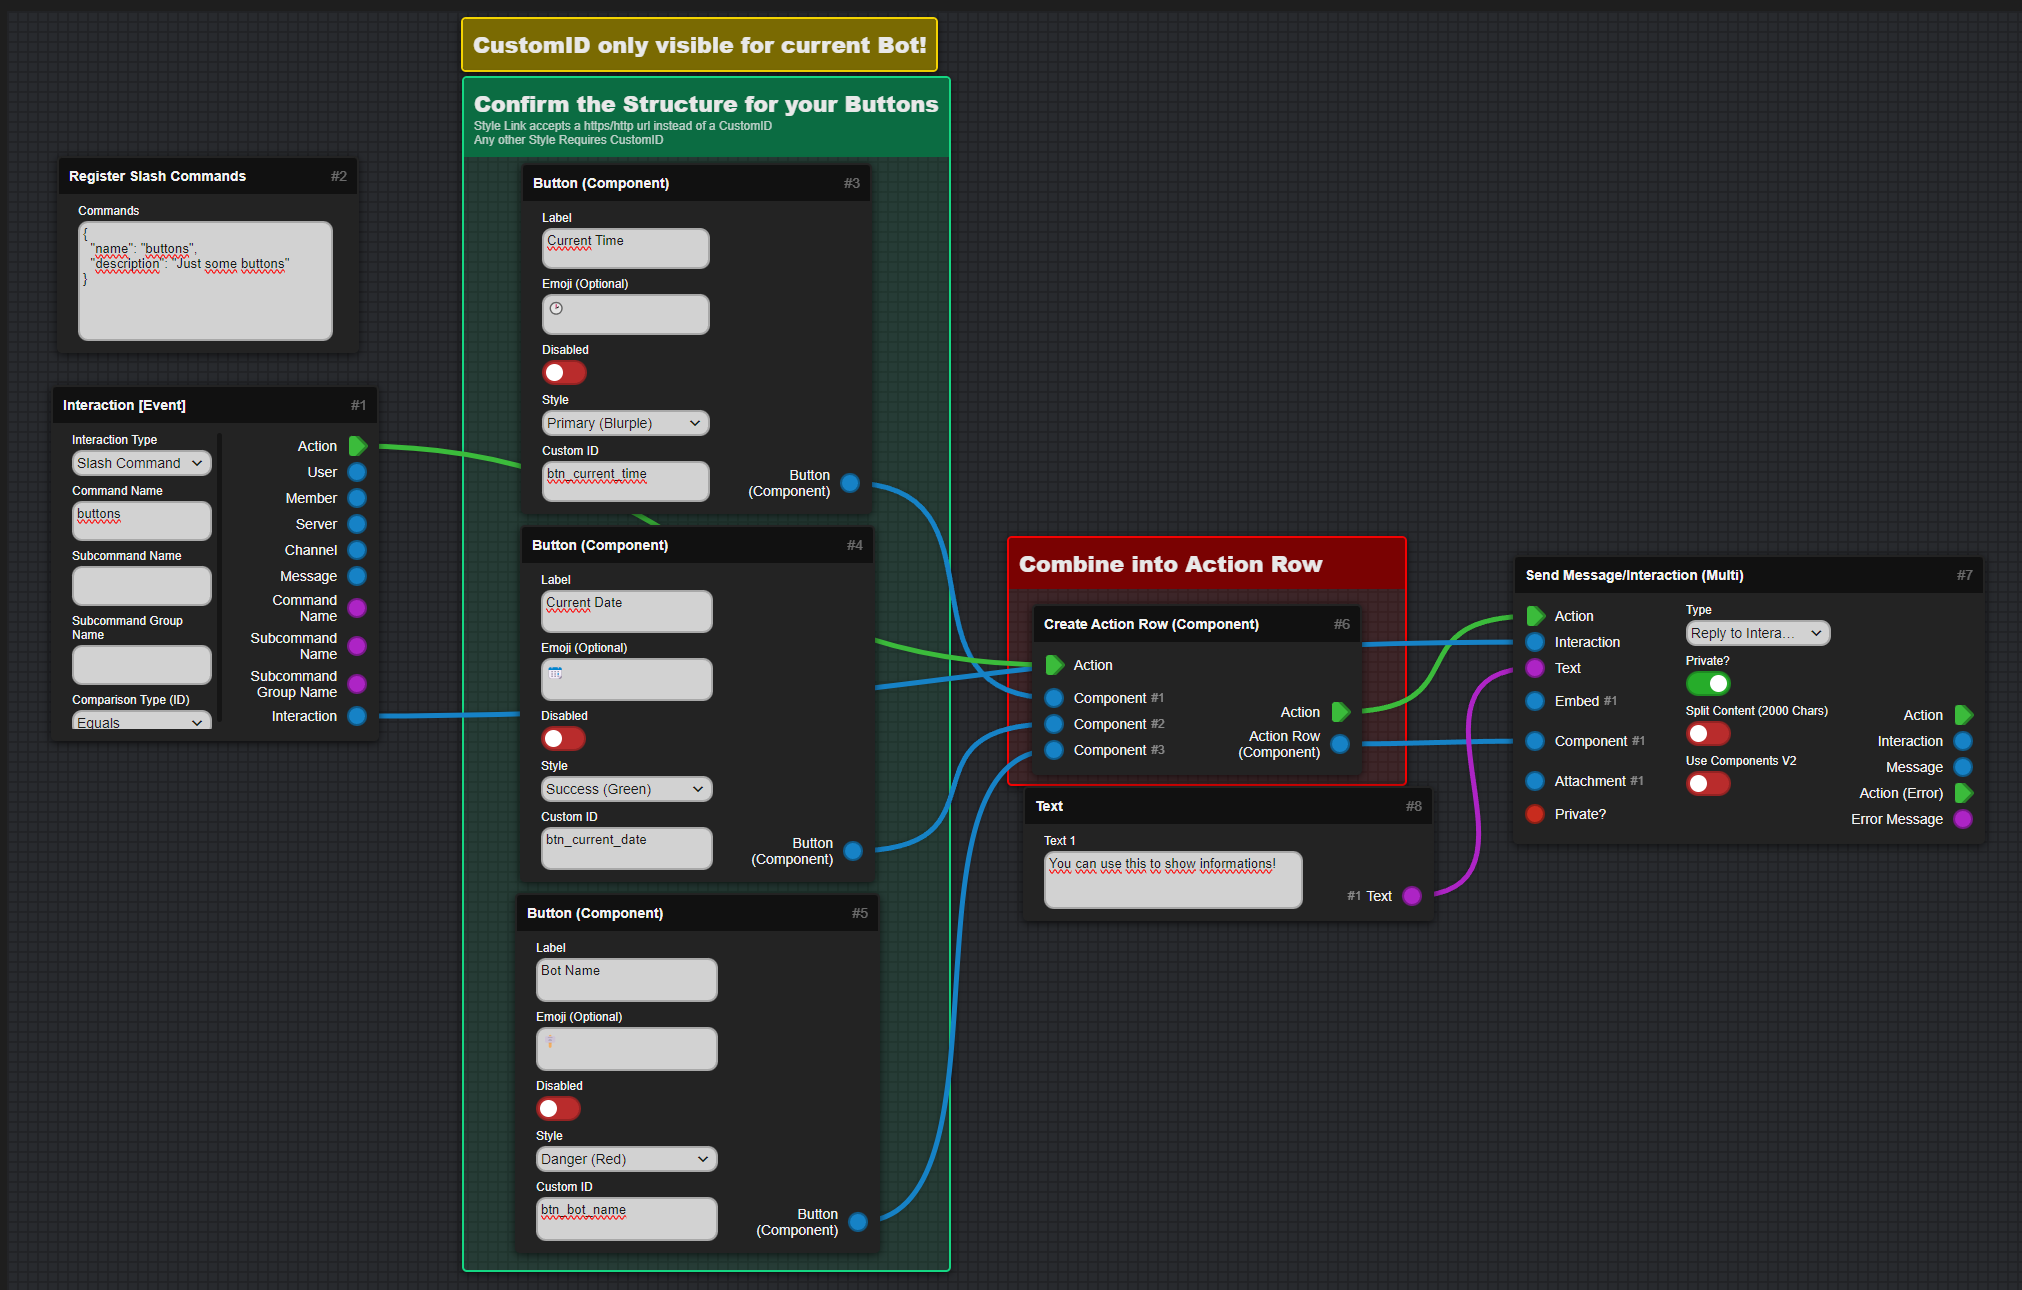 CustomID only visible for current Bot!
Confirm the Structure for your Buttons
Style Link accepts a https/http url instead of a CustomID
Any other Style Requires CustomID
Register Slash Commands #2
Commands
{
"name": "buttons",
"description": "Just some buttons"
}
Interaction [Event] #1
Interaction Type
Slash Command
Command Name
buttons
Subcommand Name
Subcommand Group
Name
Comparison Type (ID)
Equals
Action
User
Member
Server
Channel
Message
Command
Name
Subcommand
Name
Subcommand
Group Name
Interaction
Button (Component) #3
Label
Current Time
Emoji (Optional)
Disabled
Style
Primary (Blurple)
Custom ID
btn_current_time
Button
(Component)
Button (Component) #4
Label
Current Date
Emoji (Optional)
Disabled
Style
Success (Green)
Custom ID
btn_current_date
Button
(Component)
Button (Component) #5
Label
Bot Name
Emoji (Optional)
Disabled
Style
Danger (Red)
Custom ID
btn_bot_name
Button
(Component)
Combine into Action Row
Create Action Row (Component) #6
Action
Component #1
Component #2
Component #3
Action
Action Row
(Component)
Text #8
Text 1
You can use this to show informations!
#1 Text
Send Message/Interaction (Multi) #7
Action
Interaction
Text
Embed #1
Component #1
Attachment #1
Private?
Type
Reply to Intera...
Private?
Split Content (2000 Chars)
Use Components V2
Action
Interaction
Message
Action (Error)
Error Message